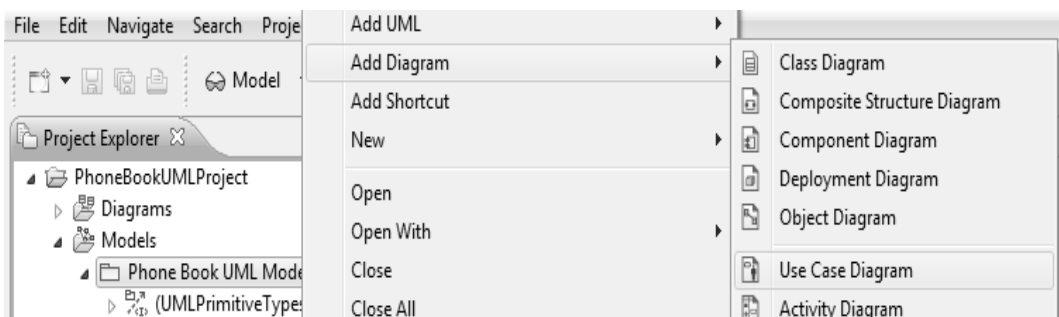 File Edit Navigate Search Proje
Model
Project Explorer
PhoneBookUMLProject
Diagrams
Models
Phone Book UML Mode
(UMLPrimitiveTypes
Add UML
Add Diagram
Add Shortcut
New
Open
Open With
Close
Close All
Class Diagram
Composite Structure Diagram
Component Diagram
Deployment Diagram
Object Diagram
Use Case Diagram
Activity Diagram